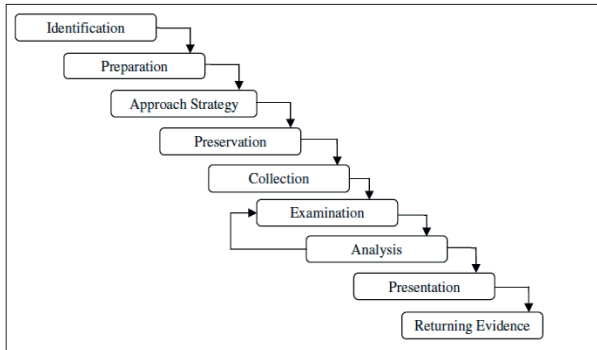 Identification
Preparation
Approach Strategy
Preservation
Collection
Examination
Analysis
Presentation
Returning Evidence